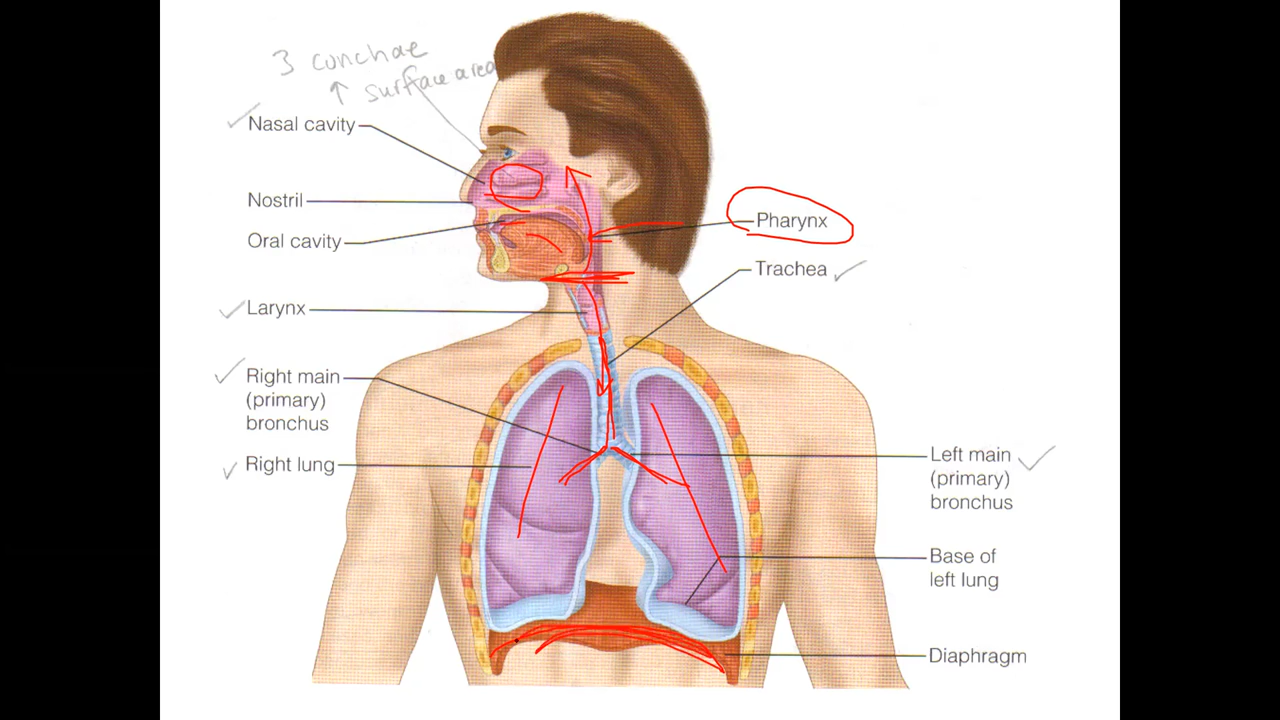 3 conchae
↑ surface area
Nasal cavity
Nostril
Oral cavity
Larynx
Right main
(primary)
bronchus
Right lung
Pharynx
Trachea
Left main
(primary)
bronchus
Base of
left lung
Diaphragm